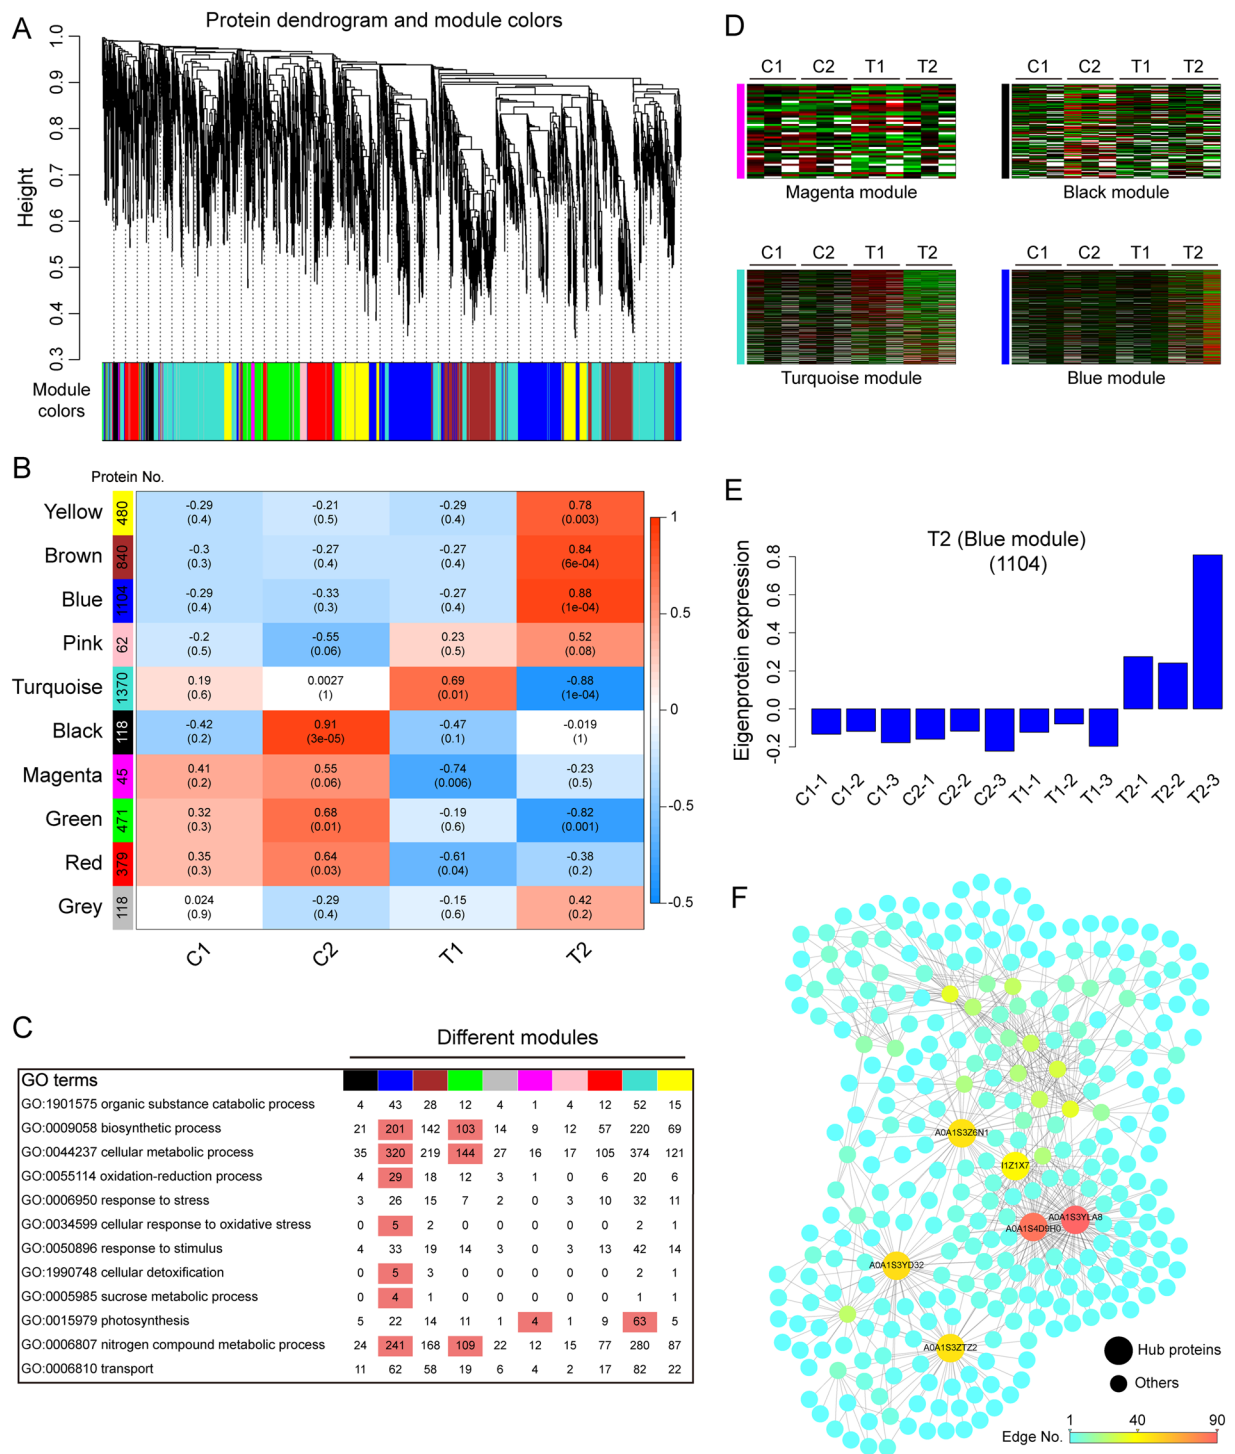 A
Protein dendrogram and module colors
Height
1.0
0.9
0.8
0.7
0.6
0.5
0.4
0.3
Module
colors
B
Protein No.
Yellow 480 -0.29 (0.4) -0.21 (0.5) -0.29 (0.4) 0.78 (0.003)
Brown 840 -0.3 (0.3) -0.27 (0.4) -0.27 (0.4) 0.84 (6e-04)
Blue 1104 -0.29 (0.4) -0.33 (0.3) -0.27 (0.4) 0.88 (1e-04)
Pink 62 -0.2 (0.5) -0.55 (0.06) 0.23 (0.5) 0.52 (0.08)
Turquoise 1370 0.19 (0.6) 0.0027 (1) 0.69 (0.01) -0.88 (1e-04)
Black 118 -0.42 (0.2) 0.91 (3e-05) -0.47 (0.1) -0.019 (1)
Magenta 45 0.41 (0.2) 0.55 (0.06) -0.74 (0.006) -0.23 (0.5)
Green 471 0.32 (0.3) 0.68 (0.01) -0.19 (0.6) -0.82 (0.001)
Red 379 0.35 (0.3) 0.64 (0.03) -0.61 (0.04) -0.38 (0.2)
Grey 118 0.024 (0.9) -0.29 (0.4) -0.15 (0.6) 0.42 (0.2)
C1 C2 T1 T2
1
0.5
0
-0.5
-0.5
C
Different modules
GO terms
GO:1901575 organic substance catabolic process 4 43 28 12 4 1 4 12 52 15
GO:0009058 biosynthetic process 21 201 142 103 14 9 12 57 220 69
GO:0044237 cellular metabolic process 35 320 219 144 27 16 17 105 374 121
GO:0055114 oxidation-reduction process 4 29 18 12 3 1 0 6 20 6
GO:0006950 response to stress 3 26 15 7 2 0 3 10 32 11
GO:0034599 cellular response to oxidative stress 0 5 2 0 0 0 0 0 2 1
GO:0050896 response to stimulus 4 33 19 14 3 0 3 13 42 14
GO:1990748 cellular detoxification 0 5 3 0 0 0 0 0 2 1
GO:0005985 sucrose metabolic process 0 4 1 0 0 0 0 0 1 1
GO:0015979 photosynthesis 5 22 14 11 1 4 1 9 63 5
GO:0006807 nitrogen compound metabolic process 24 241 168 109 22 12 15 77 280 87
GO:0006810 transport 11 62 58 19 6 4 2 17 82 22
D
C1 C2 T1 T2
Magenta module
C1 C2 T1 T2
Black module
C1 C2 T1 T2
Turquoise module
C1 C2 T1 T2
Blue module
E
T2 (Blue module)
(1104)
Eigenprotein expression
0.8
0.6
0.4
0.2
0.0
-0.2
C1-1 C1-2 C1-3 C2-1 C2-2 C2-3 T1-1 T1-2 T1-3 T2-1 T2-2 T2-3
F
A0A1S3Z6N1
I1Z1X7
A0A1S3YLA8
A0A1S4D9H0
A0A1S3YD32
A0A1S3ZTZ2
Hub proteins
Others
1 40 90
Edge No.